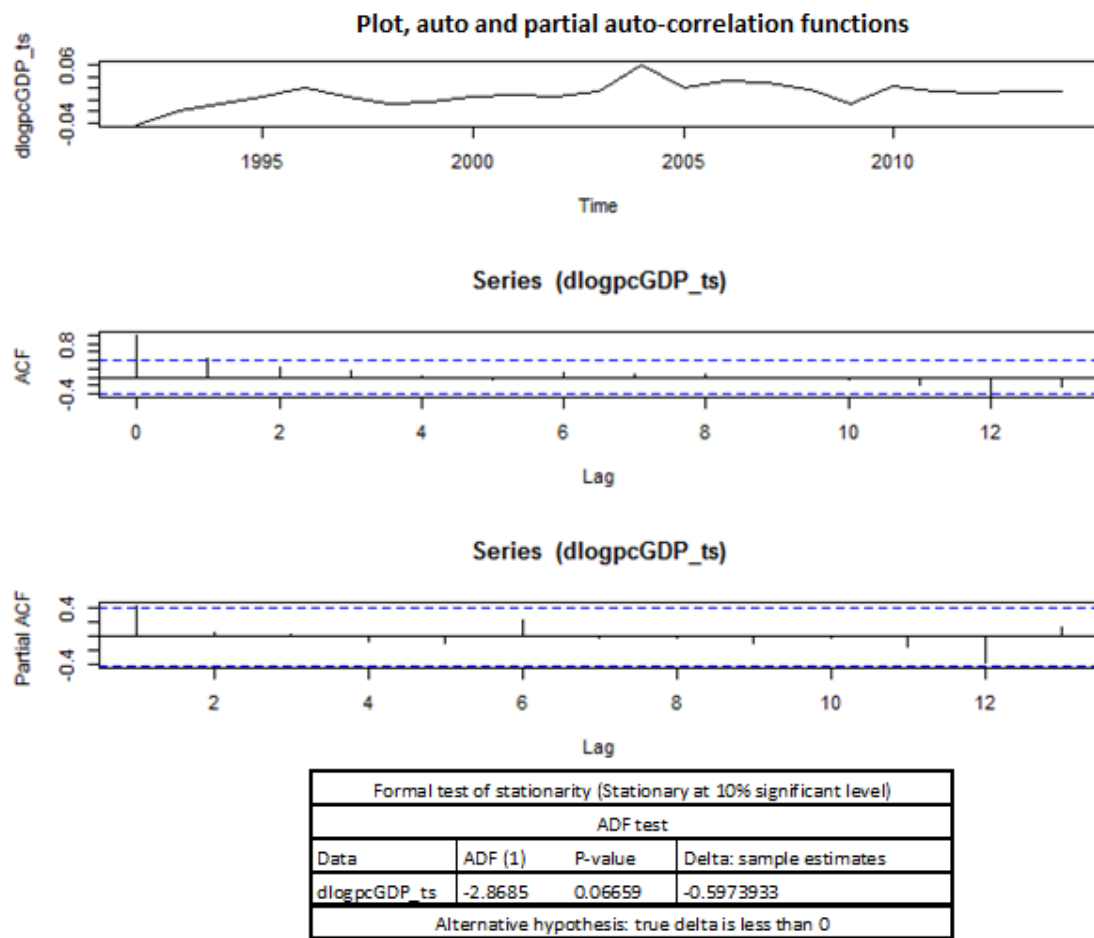 Plot, auto and partial auto-correlation functions
dlogpcGDP_ts
0.06
-0.04
1995 2000 2005 2010
Time
Series (dlogpcGDP_ts)
ACF
0.8
-0.4
0 2 4 6 8 10 12
Lag
Series (dlogpcGDP_ts)
Partial ACF
0.4
-0.4
2 4 6 8 10 12
Lag
Formal test of stationarity (Stationary at 10% significant level)
ADF test
Data ADF (1) P-value Delta: sample estimates
dlogpcGDP_ts -2.8685 0.06659 -0.5973933
Alternative hypothesis: true delta is less than 0